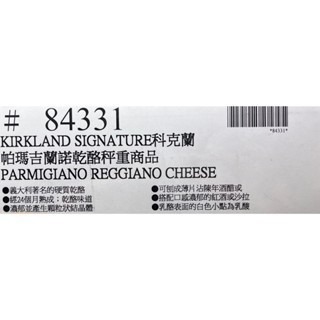 # 84331
*84331*
KIRKLAND SIGNATURE科克蘭
帕瑪吉蘭諾乾酪秤重商品
PARMIGIANO REGGIANO CHEESE
●義大利著名的硬質乾酪
●經24個月熟成；乾酪味道
●濃郁並產生顆粒狀結晶體
●可刨成薄片沾陳年酒醋或
●搭配口感濃郁的紅酒或沙拉
●乳酪表面的白色小點為乳酸